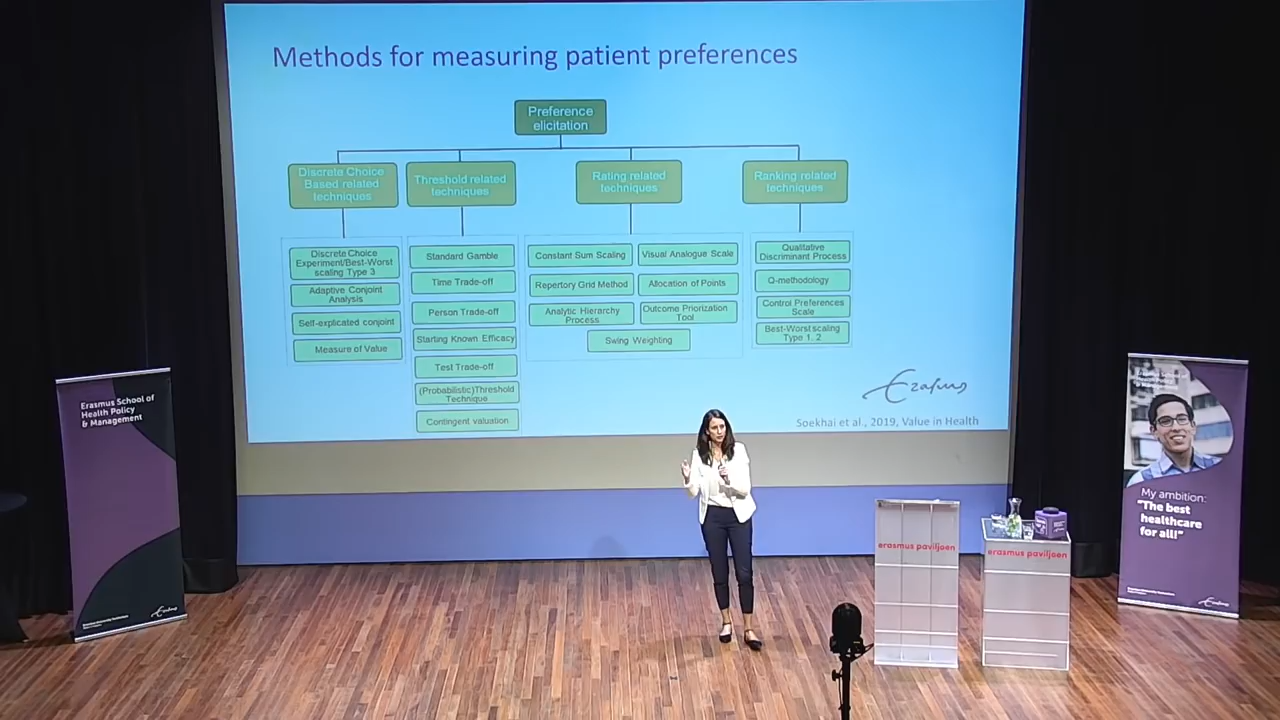 Methods for measuring patient preferences
Preference
elicitation
Discrete Choice
Based related
techniques
Threshold related
techniques
Rating related
techniques
Ranking related
techniques
Discrete Choice
Experiment/Best-Worst
scaling Type 3
Adaptive Conjoint
Analysis
Self-explicated conjoint
Measure of Value
Standard Gamble
Time Trade-off
Person Trade-off
Starting Known Efficacy
Test Trade-off
(Probabilistic)Threshold
Technique
Contingent valuation
Constant Sum Scaling
Visual Analogue Scale
Repertory Grid Method
Allocation of Points
Analytic Hierarchy
Process
Outcome Priorization
Tool
Swing Weighting
Qualitative
Discriminant Process
Q-methodology
Control Preferences
Scale
Best-Worst scaling
Type 1. 2
Erasmus
Soekhai et al., 2019, Value in Health
Erasmus School of
Health Policy
& Management
Erasmus
erasmus paviljoen
erasmus paviljoen
My ambition:
"The best
healthcare
for all!"
Erasmus